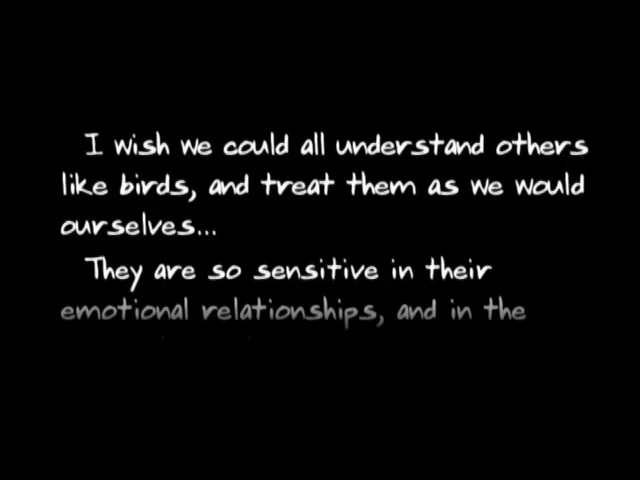 I wish we could all understand others
like birds, and treat them as we would
ourselves...
They are so sensitive in their
emotional relationships, and in the